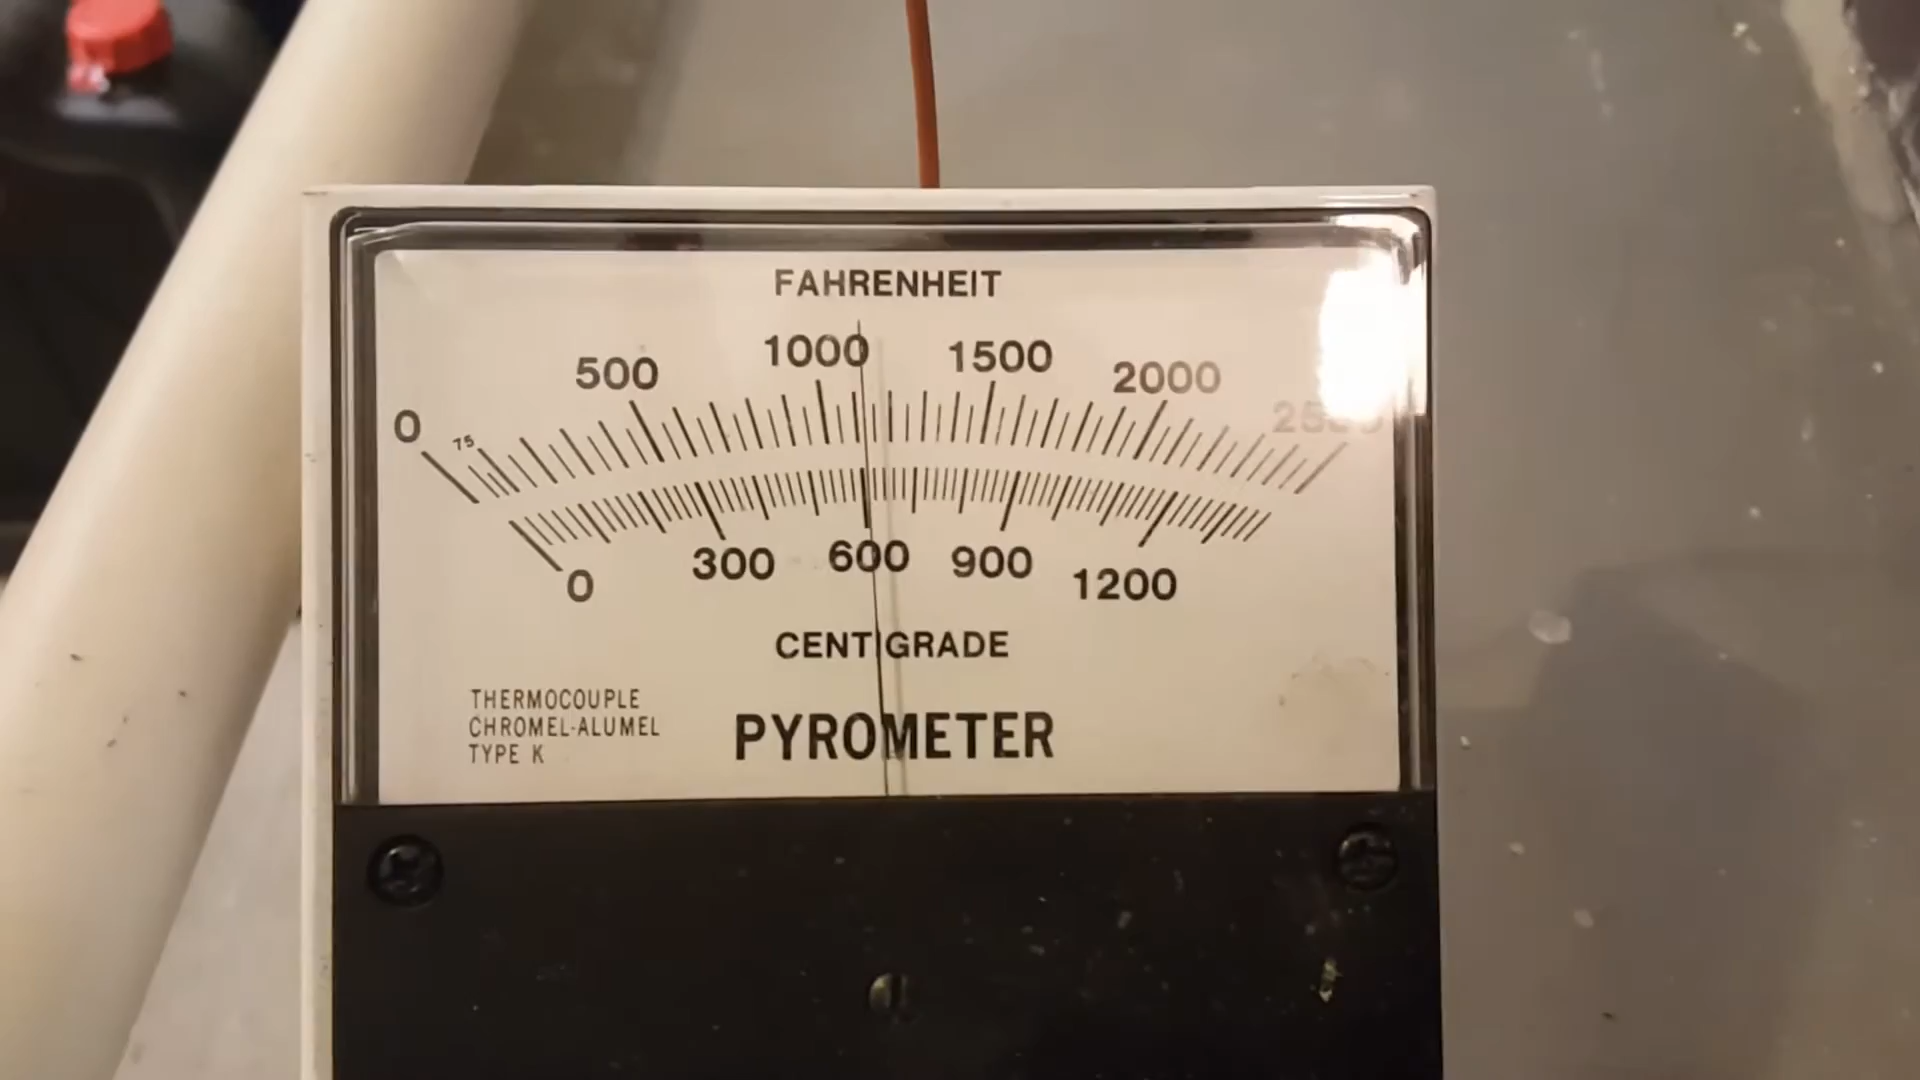 FAHRENHEIT
0 75 500 1000 1500 2000
0 300 600 900 1200
CENTIGRADE
THERMOCOUPLE
CHROMEL-ALUMEL
TYPE K
PYROMETER